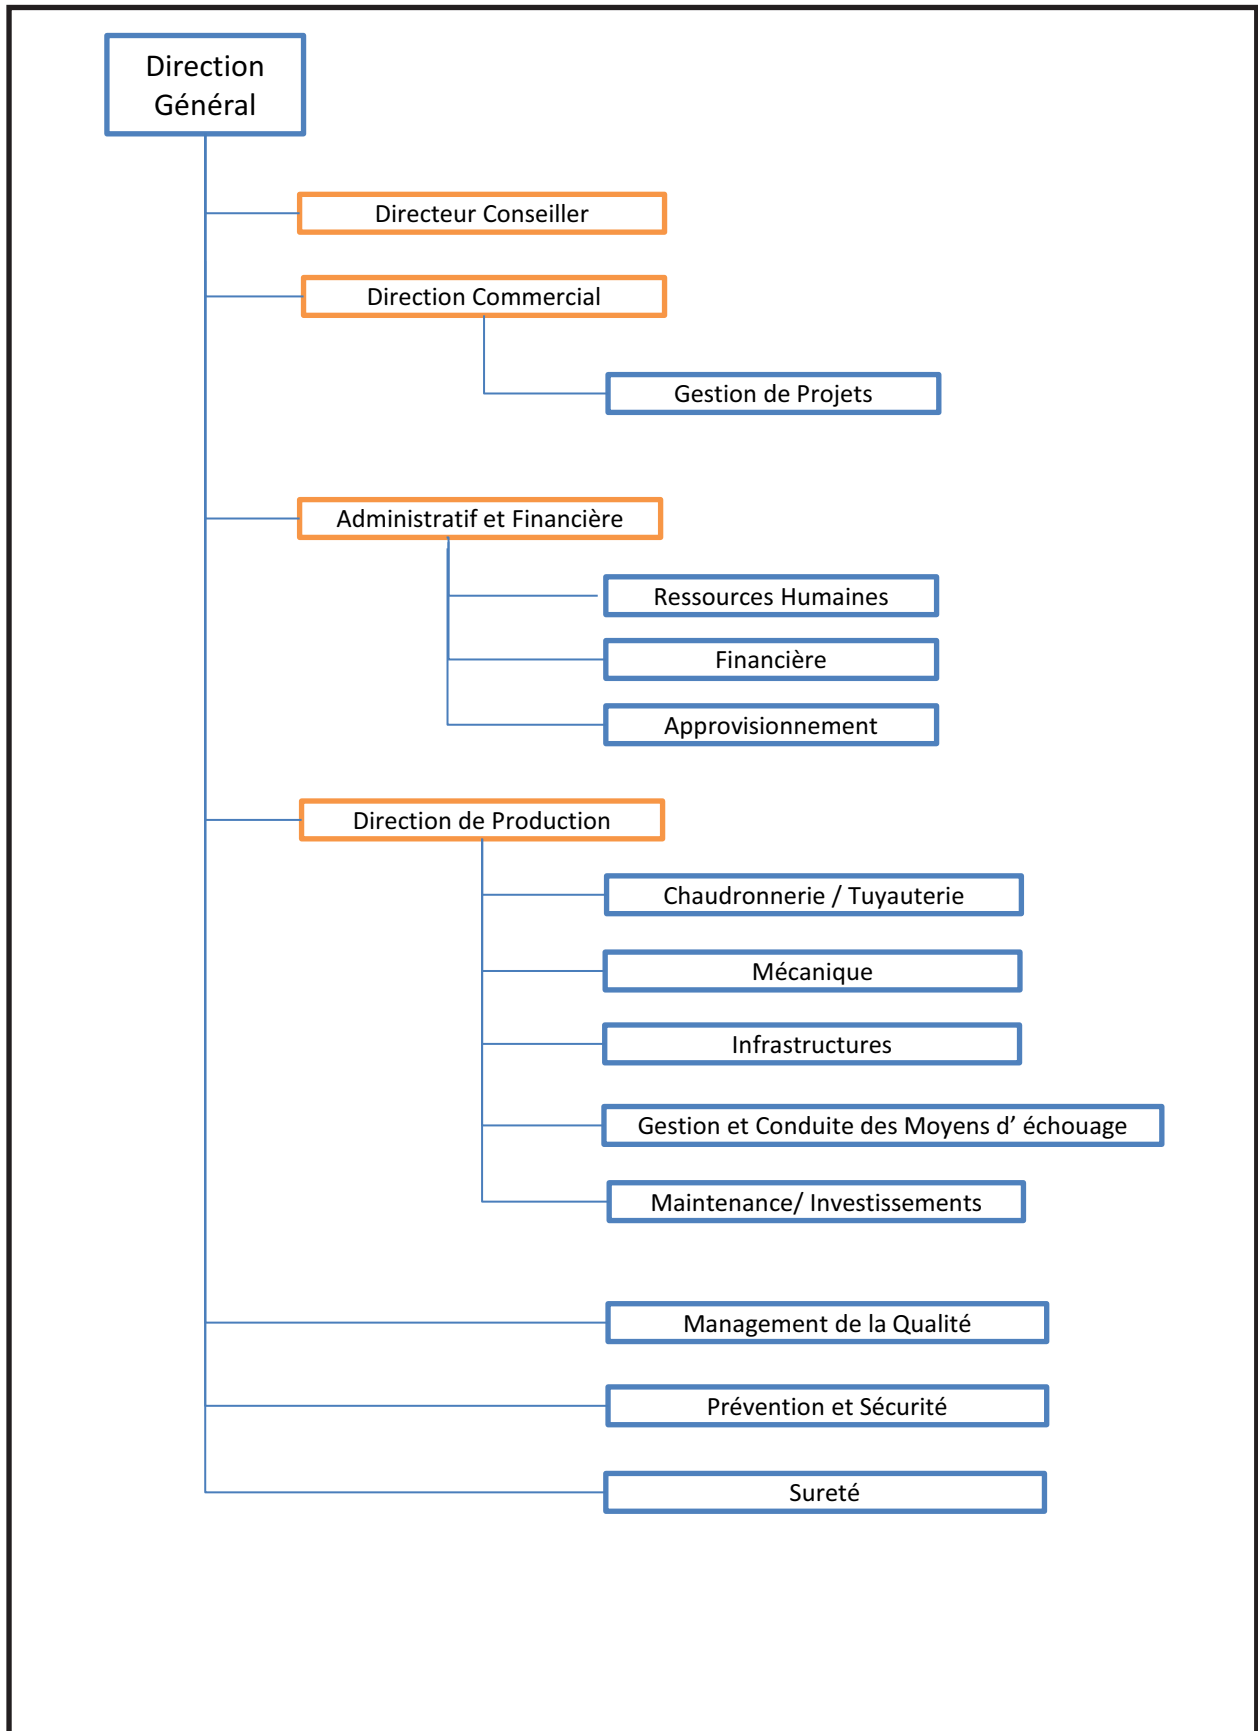 Direction
Général
Directeur Conseiller
Direction Commercial
Gestion de Projets
Administratif et Financière
Ressources Humaines
Financière
Approvisionnement
Direction de Production
Chaudronnerie / Tuyauterie
Mécanique
Infrastructures
Gestion et Conduite des Moyens d’ échouage
Maintenance/ Investissements
Management de la Qualité
Prévention et Sécurité
Sureté